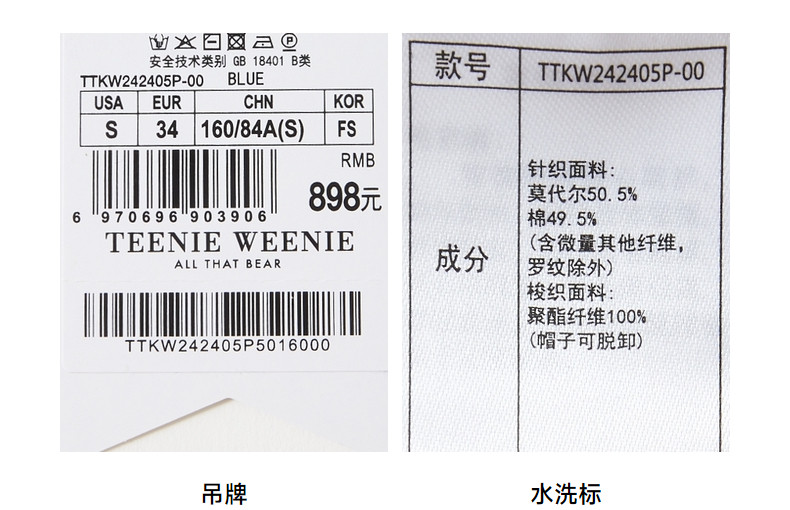 安全技术类别 GB 18401 B类
TTKW242405P-00 BLUE
USA EUR CHN KOR
S 34 160/84A(S) FS
RMB
898元
6 970696 903906
TEENIE WEENIE
ALL THAT BEAR
TTKW242405P5016000
吊牌
款号 TTKW242405P-00
成分
针织面料:
莫代尔50.5%
棉49.5%
(含微量其他纤维,
罗纹除外)
梭织面料:
聚酯纤维100%
(帽子可脱卸)
水洗标